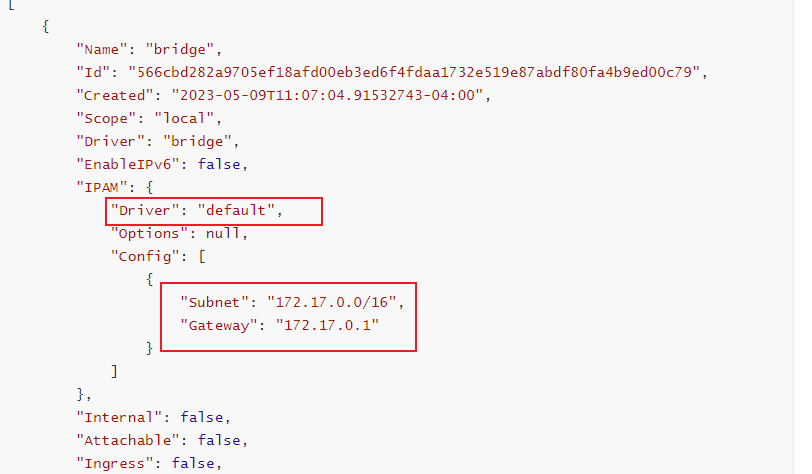 [
{
"Name": "bridge",
"Id": "566cbd282a9705ef18afd00eb3ed6f4fdaa1732e519e87abdf80fa4b9ed00c79",
"Created": "2023-05-09T11:07:04.91532743-04:00",
"Scope": "local",
"Driver": "bridge",
"EnableIPv6": false,
"IPAM": {
"Driver": "default",
"Options": null,
"Config": [
{
"Subnet": "172.17.0.0/16",
"Gateway": "172.17.0.1"
}
]
},
"Internal": false,
"Attachable": false,
"Ingress": false,